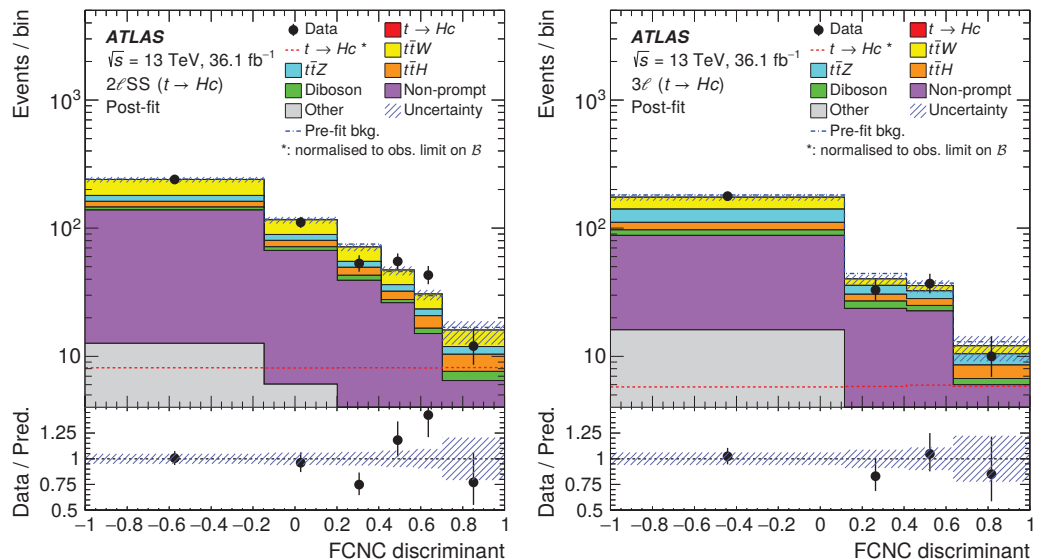 Events / bin
10³
10²
10
ATLAS
√s = 13 TeV, 36.1 fb⁻¹
2ℓSS (t → Hc)
Post-fit
Data
t → Hc
t → Hc *
tt̄W
tt̄Z
tt̄H
Diboson
Non-prompt
Other
Uncertainty
Pre-fit bkg.
*: normalised to obs. limit on ℬ
Data / Pred.
1.25
1
0.75
0.5
−1 −0.8 −0.6 −0.4 −0.2 0 0.2 0.4 0.6 0.8 1
FCNC discriminant
Events / bin
10³
10²
10
ATLAS
√s = 13 TeV, 36.1 fb⁻¹
3ℓ (t → Hc)
Post-fit
Data
t → Hc
t → Hc *
tt̄W
tt̄Z
tt̄H
Diboson
Non-prompt
Other
Uncertainty
Pre-fit bkg.
*: normalised to obs. limit on ℬ
Data / Pred.
1.25
1
0.75
0.5
−1 −0.8 −0.6 −0.4 −0.2 0 0.2 0.4 0.6 0.8 1
FCNC discriminant